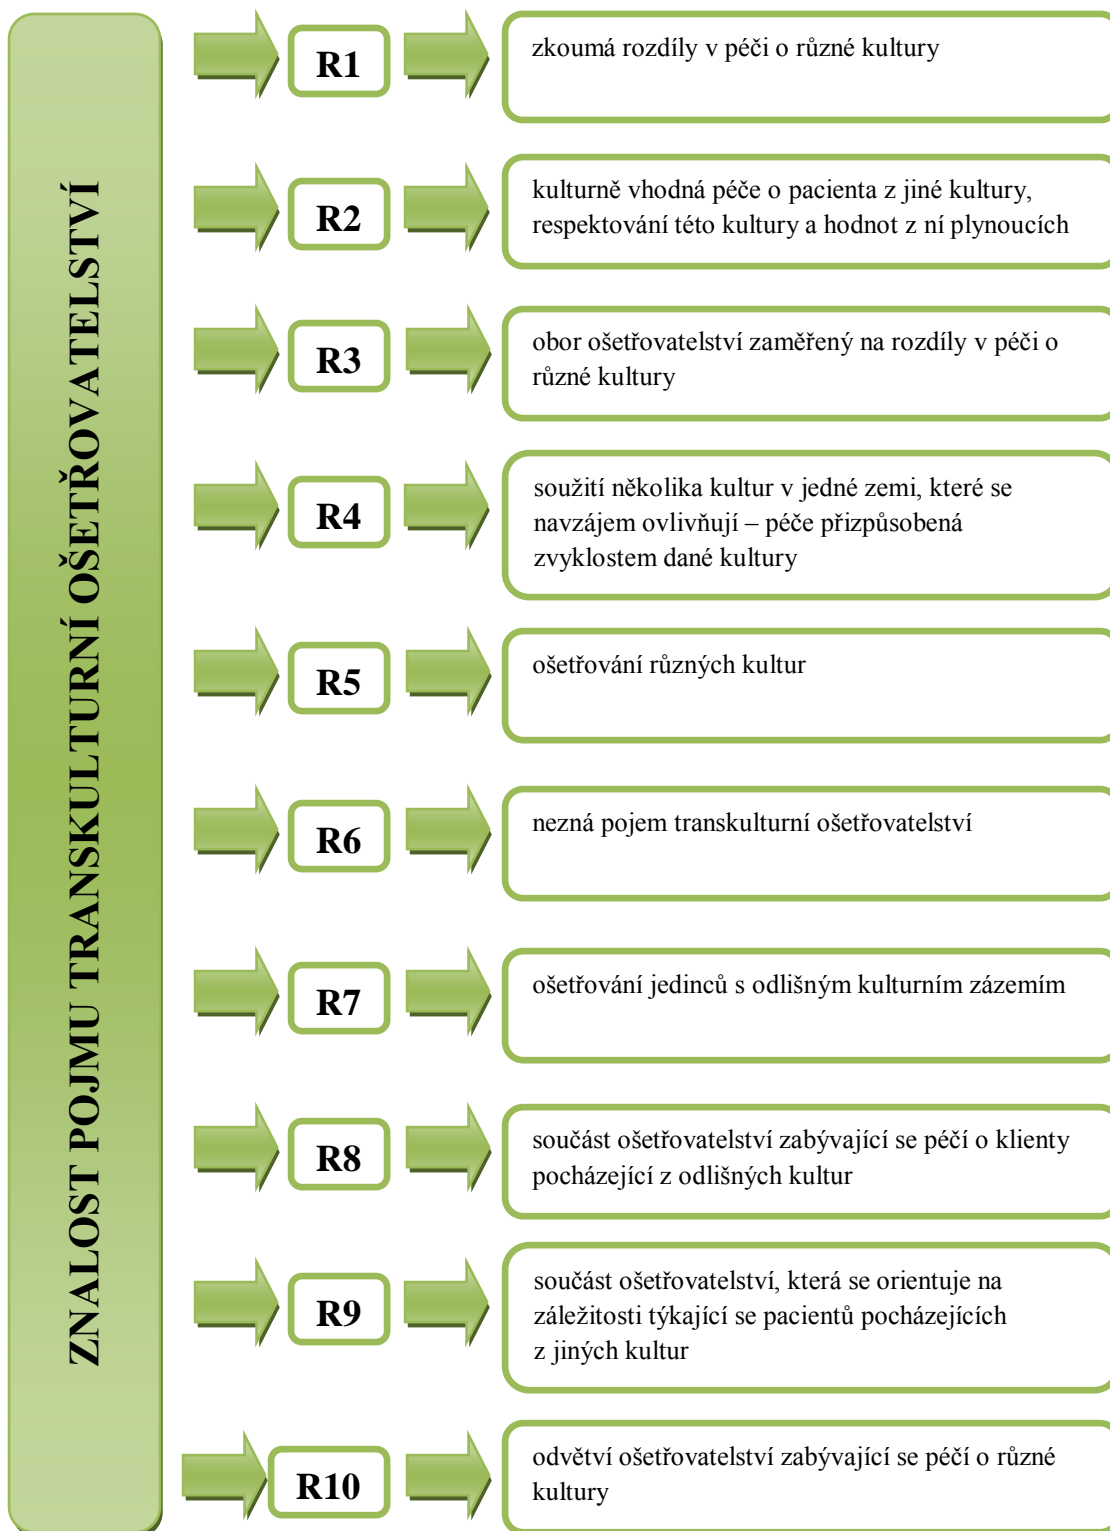 ZNALOST POJMU TRANSKULTURNÍ OŠETŘOVATELSTVÍ
R1
zkoumá rozdíly v péči o různé kultury
R2
kulturně vhodná péče o pacienta z jiné kultury,
respektování této kultury a hodnot z ní plynoucích
R3
obor ošetřovatelství zaměřený na rozdíly v péči o
různé kultury
R4
soužití několika kultur v jedné zemi, které se
navzájem ovlivňují – péče přizpůsobená
zvyklostem dané kultury
R5
ošetřování různých kultur
R6
nezná pojem transkulturní ošetřovatelství
R7
ošetřování jedinců s odlišným kulturním zázemím
R8
součást ošetřovatelství zabývající se péčí o klienty
pocházející z odlišných kultur
R9
součást ošetřovatelství, která se orientuje na
záležitosti týkající se pacientů pocházejících
z jiných kultur
R10
odvětví ošetřovatelství zabývající se péčí o různé
kultury